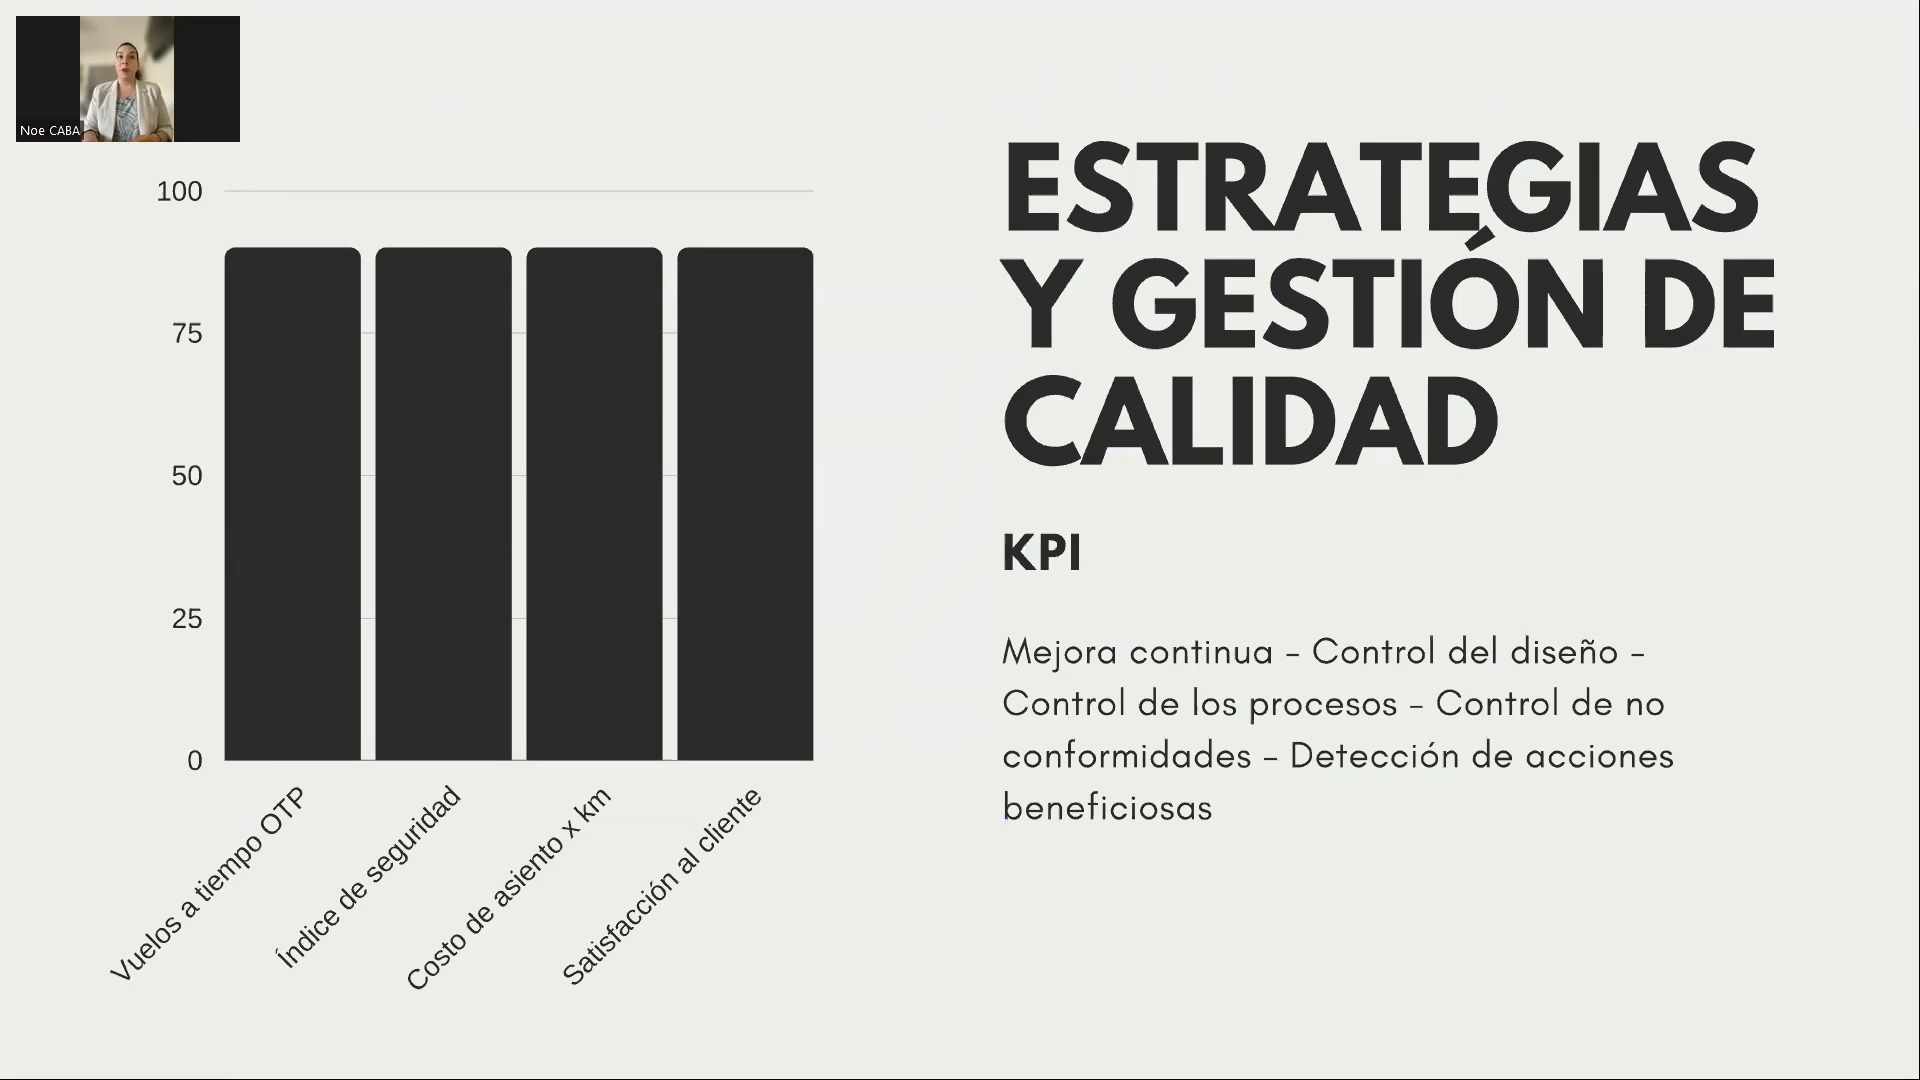 Noe CABA
100
75
50
25
0
Vuelos a tiempo OTP
Índice de seguridad
Costo de asiento x km
Satisfacción al cliente
ESTRATEGIAS
Y GESTIÓN DE
CALIDAD
KPI
Mejora continua – Control del diseño –
Control de los procesos – Control de no
conformidades – Detección de acciones
beneficiosas